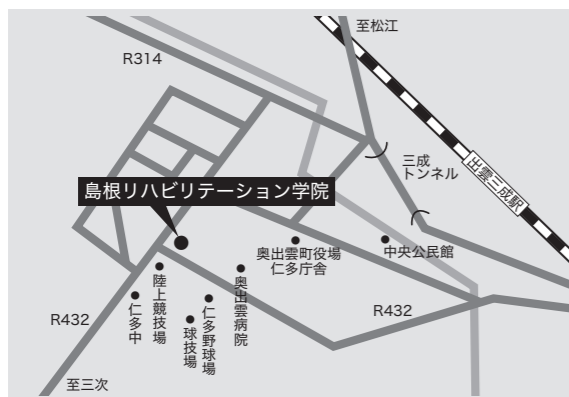 至松江
R314
三成
トンネル
出雲三成駅
島根リハビリテーション学院
奥出雲町役場
仁多庁舎
中央公民館
陸上競技場
仁多中
球技場
仁多野球場
奥出雲病院
R432
R432
至三次